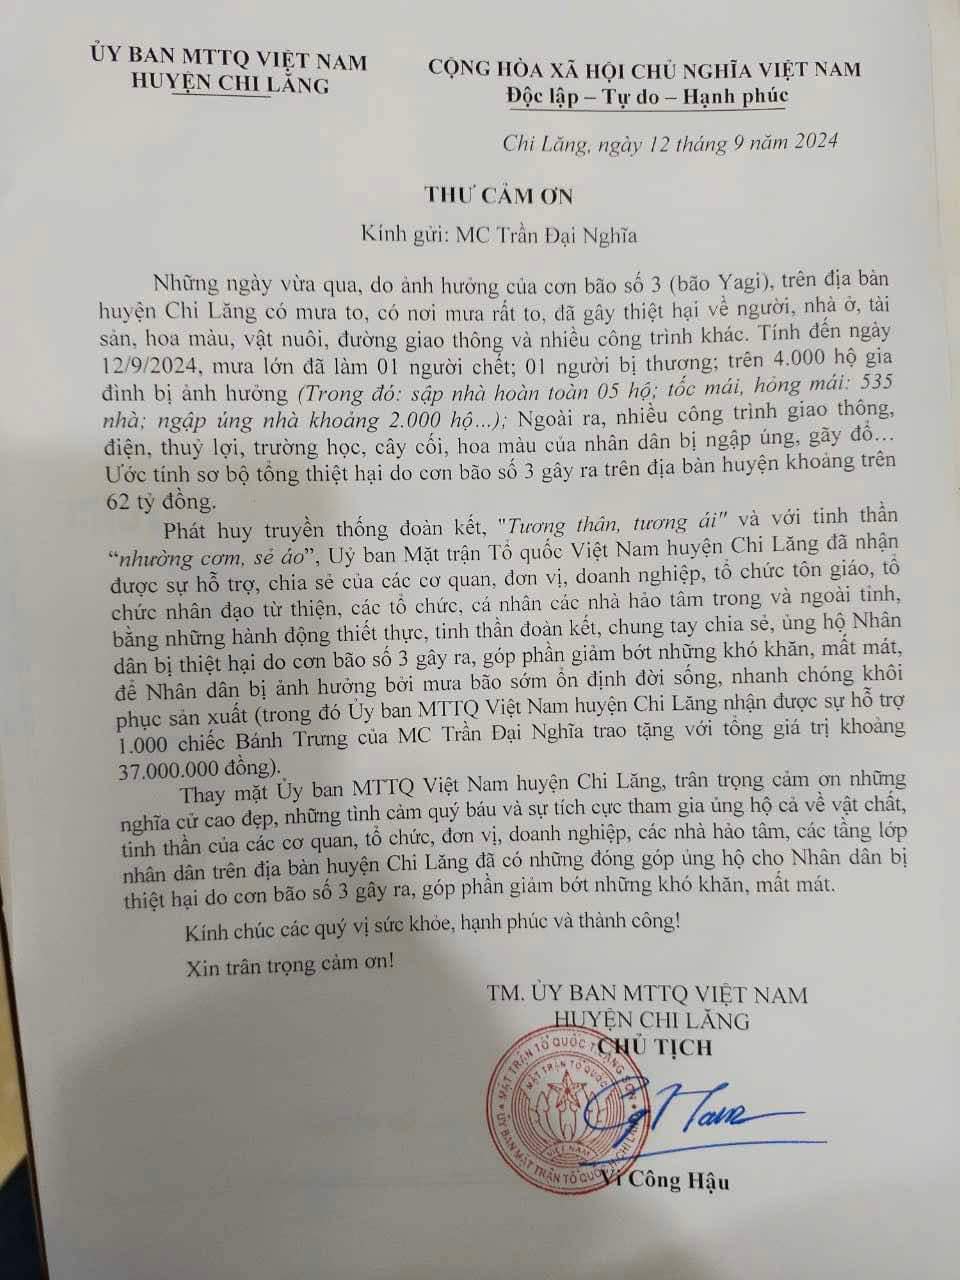 ỦY BAN MTTQ VIỆT NAM
HUYỆN CHI LĂNG
CỘNG HÒA XÃ HỘI CHỦ NGHĨA VIỆT NAM
Độc lập – Tự do – Hạnh phúc
Chi Lăng, ngày 12 tháng 9 năm 2024
THƯ CẢM ƠN
Kính gửi: MC Trần Đại Nghĩa
Những ngày vừa qua, do ảnh hưởng của cơn bão số 3 (bão Yagi), trên địa bàn
huyện Chi Lăng có mưa to, có nơi mưa rất to, đã gây thiệt hại về người, nhà ở, tài
sản, hoa màu, vật nuôi, đường giao thông và nhiều công trình khác. Tính đến ngày
12/9/2024, mưa lớn đã làm 01 người chết; 01 người bị thương; trên 4.000 hộ gia
đình bị ảnh hưởng (Trong đó: sập nhà hoàn toàn 05 hộ; tốc mái, hỏng mái: 535
nhà; ngập úng nhà khoảng 2.000 hộ...); Ngoài ra, nhiều công trình giao thông,
điện, thuỷ lợi, trường học, cây cối, hoa màu của nhân dân bị ngập úng, gãy đổ...
Ước tính sơ bộ tổng thiệt hại do cơn bão số 3 gây ra trên địa bàn huyện khoảng trên
62 tỷ đồng.
Phát huy truyền thống đoàn kết, "Tương thân, tương ái" và với tinh thần
“nhường cơm, sẻ áo”, Uỷ ban Mặt trận Tổ quốc Việt Nam huyện Chi Lăng đã nhận
được sự hỗ trợ, chia sẻ của các cơ quan, đơn vị, doanh nghiệp, tổ chức tôn giáo, tổ
chức nhân đạo từ thiện, các tổ chức, cá nhân các nhà hảo tâm trong và ngoài tỉnh,
bằng những hành động thiết thực, tinh thần đoàn kết, chung tay chia sẻ, ủng hộ Nhân
dân bị thiệt hại do cơn bão số 3 gây ra, góp phần giảm bớt những khó khăn, mất mát,
để Nhân dân bị ảnh hưởng bởi mưa bão sớm ổn định đời sống, nhanh chóng khôi
phục sản xuất (trong đó Ủy ban MTTQ Việt Nam huyện Chi Lăng nhận được sự hỗ trợ
1.000 chiếc Bánh Trưng của MC Trần Đại Nghĩa trao tặng với tổng giá trị khoảng
37.000.000 đồng).
Thay mặt Ủy ban MTTQ Việt Nam huyện Chi Lăng, trân trọng cảm ơn những
nghĩa cử cao đẹp, những tình cảm quý báu và sự tích cực tham gia ủng hộ cả về vật chất,
tinh thần của các cơ quan, tổ chức, đơn vị, doanh nghiệp, các nhà hảo tâm, các tầng lớp
nhân dân trên địa bàn huyện Chi Lăng đã có những đóng góp ủng hộ cho Nhân dân bị
thiệt hại do cơn bão số 3 gây ra, góp phần giảm bớt những khó khăn, mất mát.
Kính chúc các quý vị sức khỏe, hạnh phúc và thành công!
Xin trân trọng cảm ơn!
TM. ỦY BAN MTTQ VIỆT NAM
HUYỆN CHI LĂNG
CHỦ TỊCH
MẶT TRẬN TỔ QUỐC T.LẠNG SƠN
MẶT TRẬN TỔ QUỐC
VIỆT NAM
ỦY BAN MẶT TRẬN TỔ QUỐC H.CHI LĂNG
Vi Công Hậu